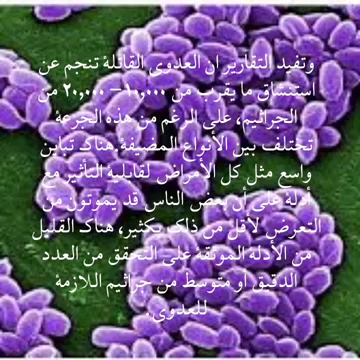 وتفيد التقارير ان العدوى القاتلة تنجم عن
استنشاق ما يقرب من ١٠,٠٠٠ – ٢٠,٠٠٠ من
الجراثيم، على الرغم من هذه الجرعة
تختلف بين الأنواع المضيفة.هناك تباين
واسع مثل كل الأمراض لقابلية التأثير مع
أدلة على أن بعض الناس قد يموتون من
التعرض لأقل من ذلك بكثير، هناك القليل
من الأدلة الموثقة على التحقق من العدد
الدقيق او متوسط من جراثيم اللازمة
للعدوى.